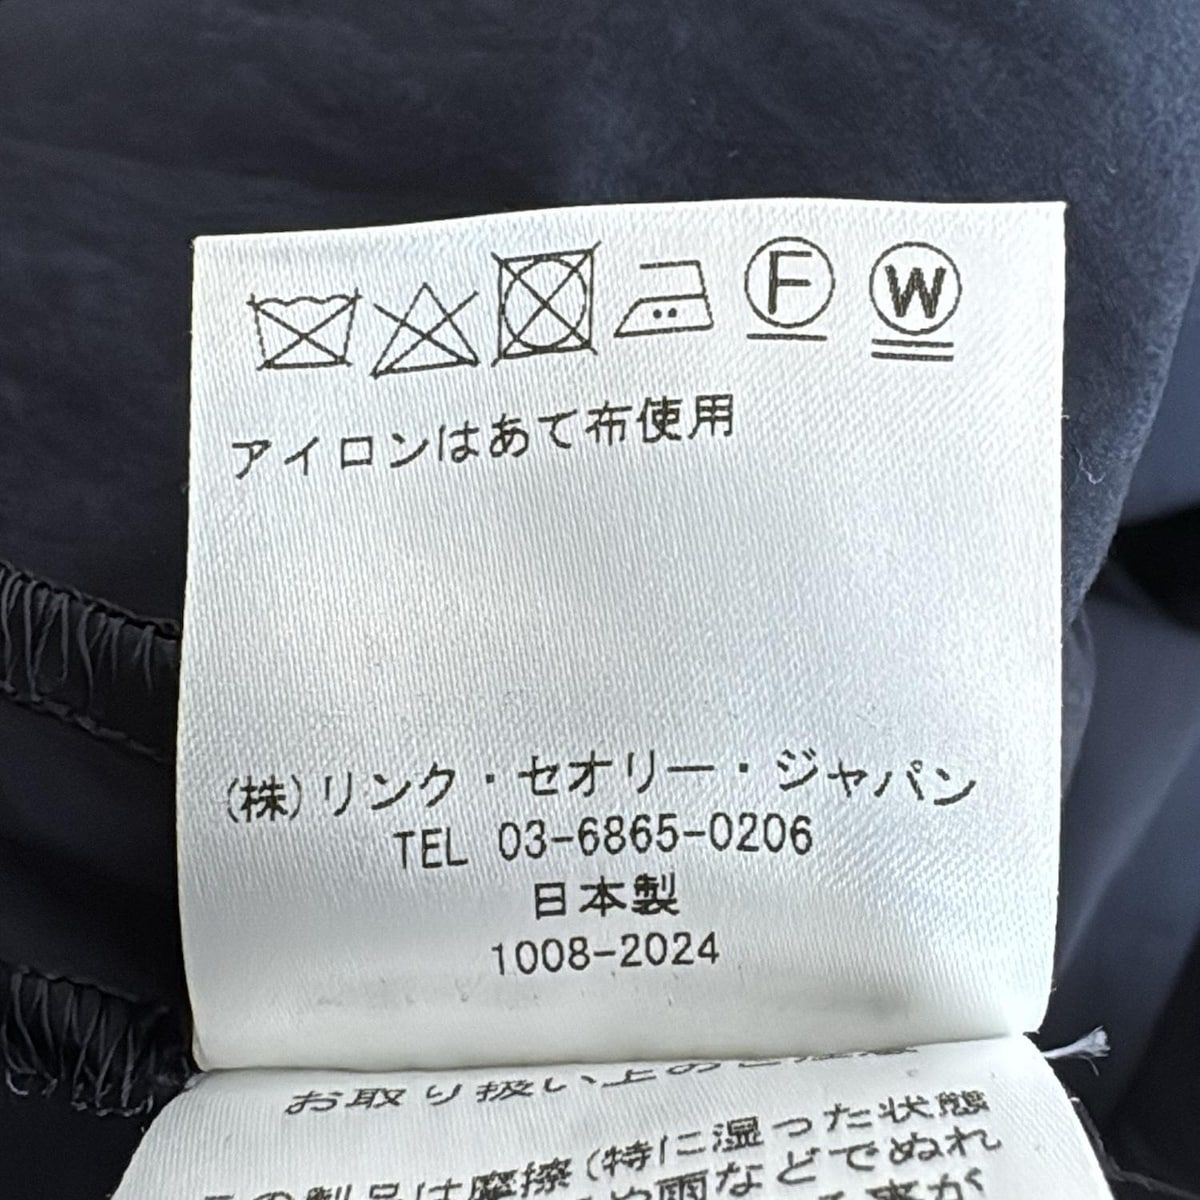 F W
アイロンはあて布使用
(株)リンク・セオリー・ジャパン
TEL 03-6865-0206
日本製
1008-2024
お取り扱い上のご注意
この製品は摩擦(特に湿った状態
や雨などでぬれ